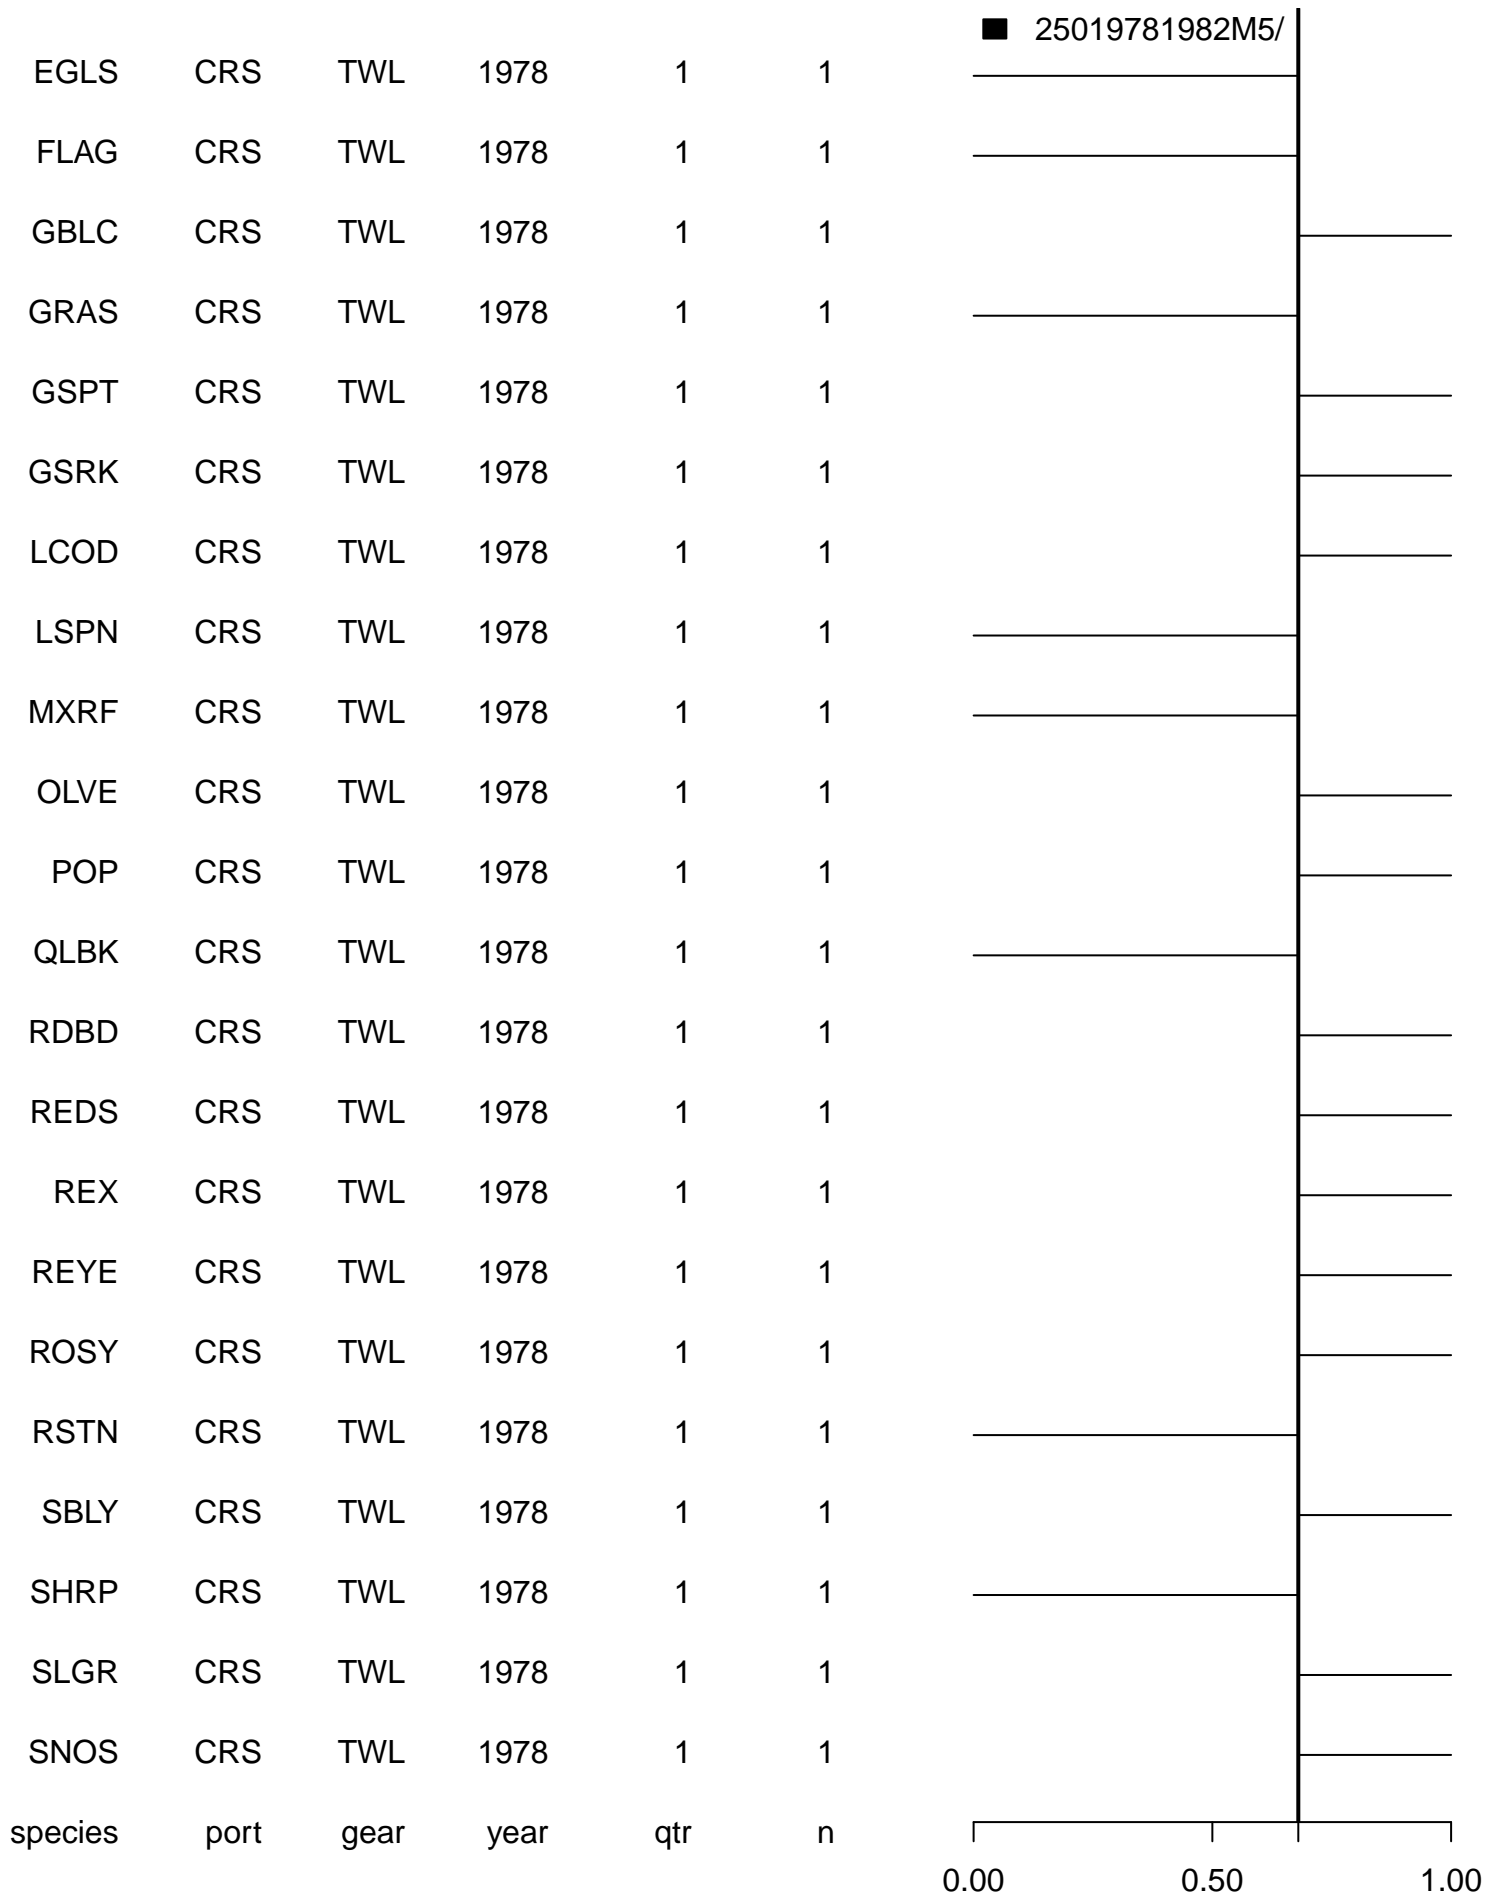 25019781982M5/
EGLS CRS TWL 1978 1 1
FLAG CRS TWL 1978 1 1
GBLC CRS TWL 1978 1 1
GRAS CRS TWL 1978 1 1
GSPT CRS TWL 1978 1 1
GSRK CRS TWL 1978 1 1
LCOD CRS TWL 1978 1 1
LSPN CRS TWL 1978 1 1
MXRF CRS TWL 1978 1 1
OLVE CRS TWL 1978 1 1
POP CRS TWL 1978 1 1
QLBK CRS TWL 1978 1 1
RDBD CRS TWL 1978 1 1
REDS CRS TWL 1978 1 1
REX CRS TWL 1978 1 1
REYE CRS TWL 1978 1 1
ROSY CRS TWL 1978 1 1
RSTN CRS TWL 1978 1 1
SBLY CRS TWL 1978 1 1
SHRP CRS TWL 1978 1 1
SLGR CRS TWL 1978 1 1
SNOS CRS TWL 1978 1 1
species port gear year qtr n
0.00 0.50 1.00